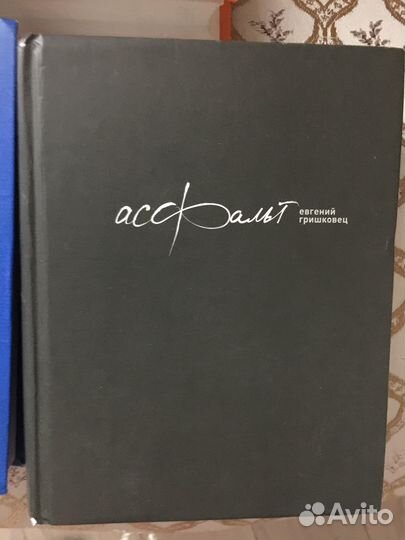 асфальт
евгений
гришковец
Avito